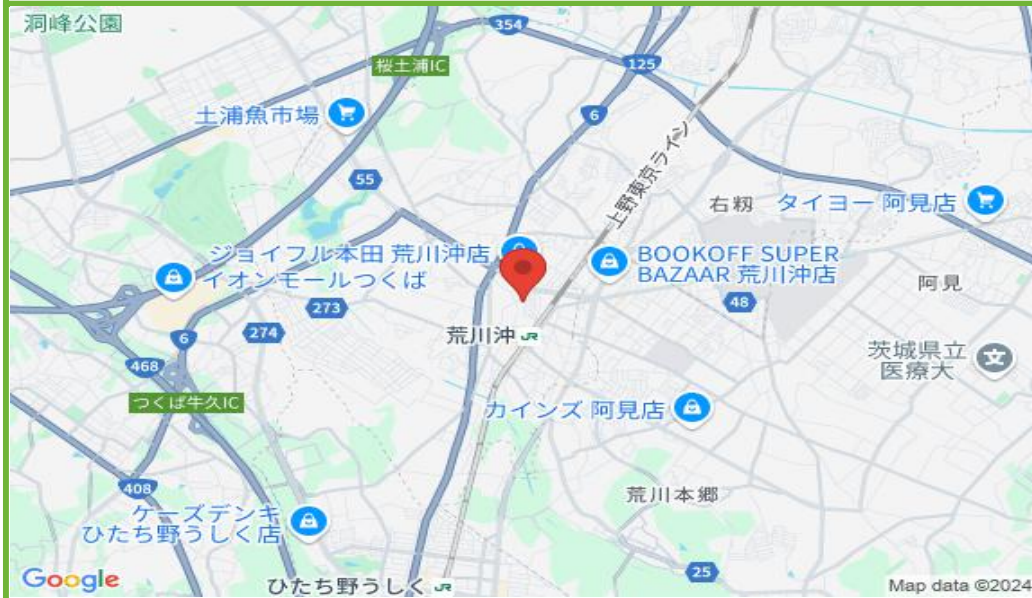 洞峰公園
354
桜土浦IC
125
土浦魚市場
6
上野東京ライン
55
右籾
タイヨー 阿見店
ジョイフル本田 荒川沖店
BOOKOFF SUPER
BAZAAR 荒川沖店
イオンモールつくば
阿見
273
48
274
6
荒川沖 JR
茨城県立
医療大
468
つくば牛久IC
カインズ 阿見店
408
荒川本郷
ケーズデンキ
ひたち野うしく店
25
Google
ひたち野うしく JR
Map data ©2024